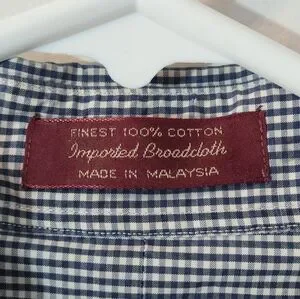 FINEST 100% COTTON
Imported Broadcloth
MADE IN MALAYSIA